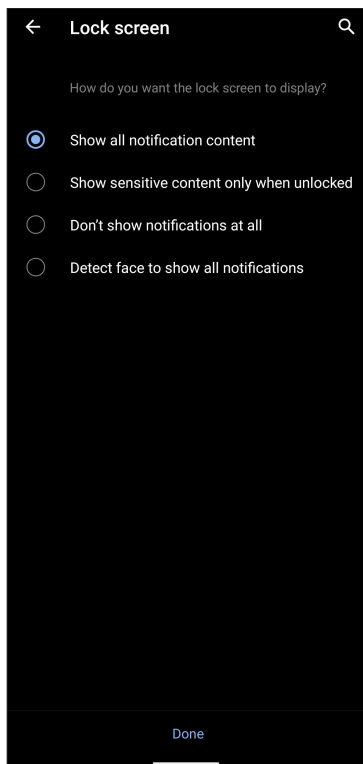 Lock screen
How do you want the lock screen to display?
Show all notification content
Show sensitive content only when unlocked
Don’t show notifications at all
Detect face to show all notifications
Done